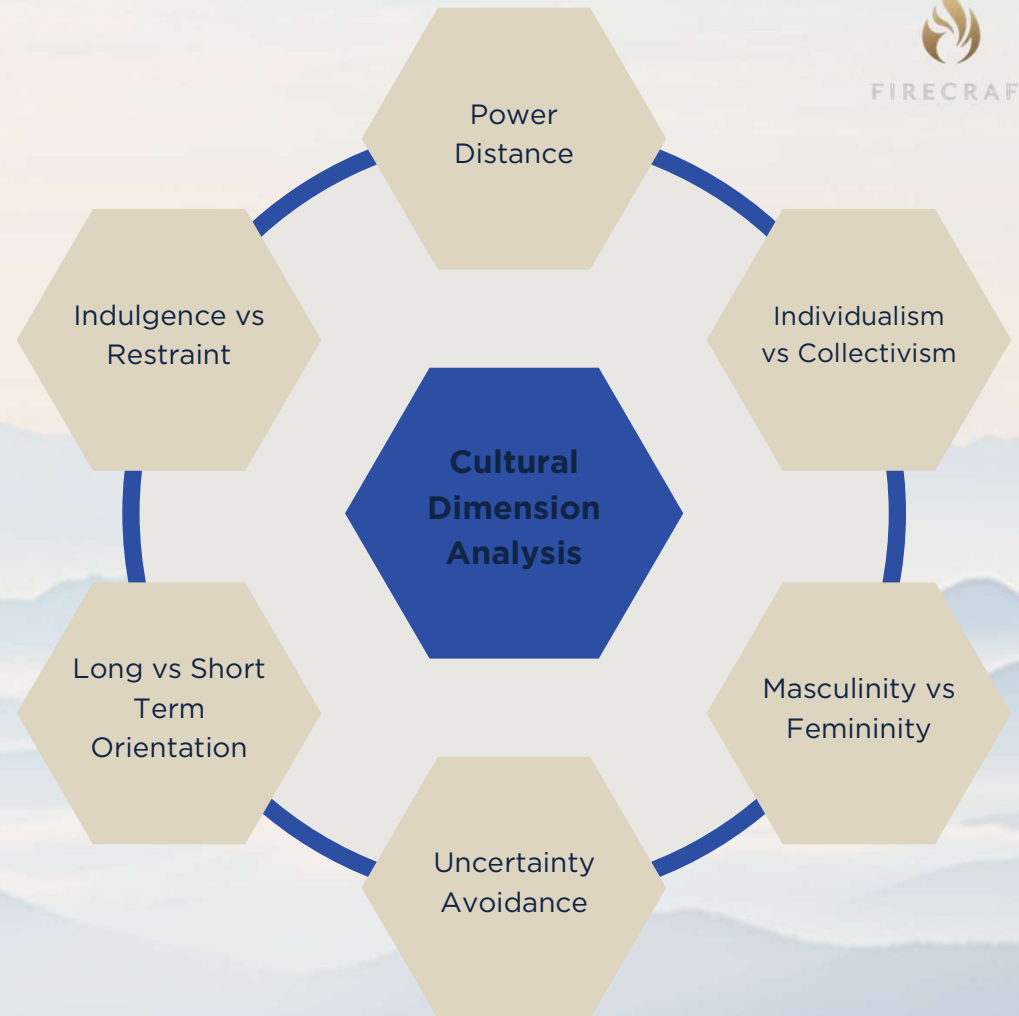 FIRECRAF
Power
Distance
Indulgence vs
Restraint
Individualism
vs Collectivism
Cultural
Dimension
Analysis
Long vs Short
Term
Orientation
Masculinity vs
Femininity
Uncertainty
Avoidance